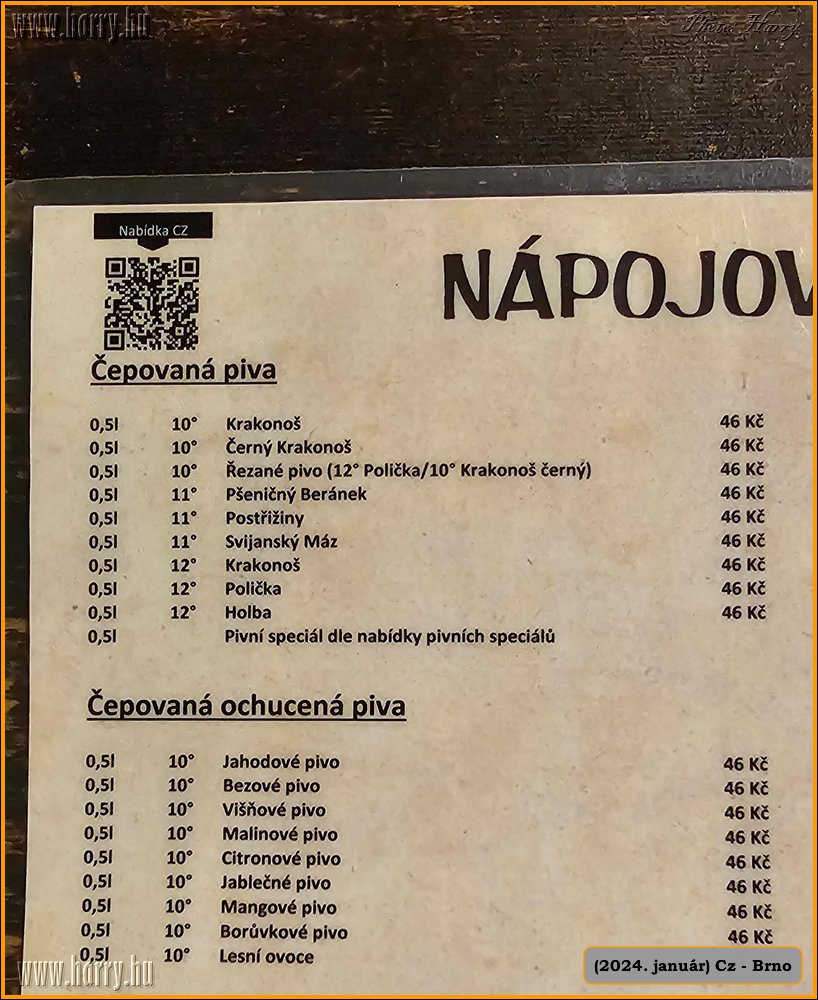 www.horry.hu
Photo Harry
Nabídka CZ
NÁPOJOV
Čepovaná piva
0,5l 10° Krakonoš 46 Kč
0,5l 10° Černý Krakonoš 46 Kč
0,5l 10° Řezané pivo (12° Polička/10° Krakonoš černý) 46 Kč
0,5l 11° Pšeničný Beránek 46 Kč
0,5l 11° Postřižiny 46 Kč
0,5l 11° Svijanský Máz 46 Kč
0,5l 12° Krakonoš 46 Kč
0,5l 12° Polička 46 Kč
0,5l 12° Holba 46 Kč
0,5l Pivní speciál dle nabídky pivních speciálů
Čepovaná ochucená piva
0,5l 10° Jahodové pivo 46 Kč
0,5l 10° Bezové pivo 46 Kč
0,5l 10° Višňové pivo 46 Kč
0,5l 10° Malinové pivo 46 Kč
0,5l 10° Citronové pivo 46 Kč
0,5l 10° Jablečné pivo 46 Kč
0,5l 10° Mangové pivo 46 Kč
0,5l 10° Borůvkové pivo 46 Kč
0,5l 10° Lesní ovoce
www.horry.hu
(2024. január) Cz - Brno